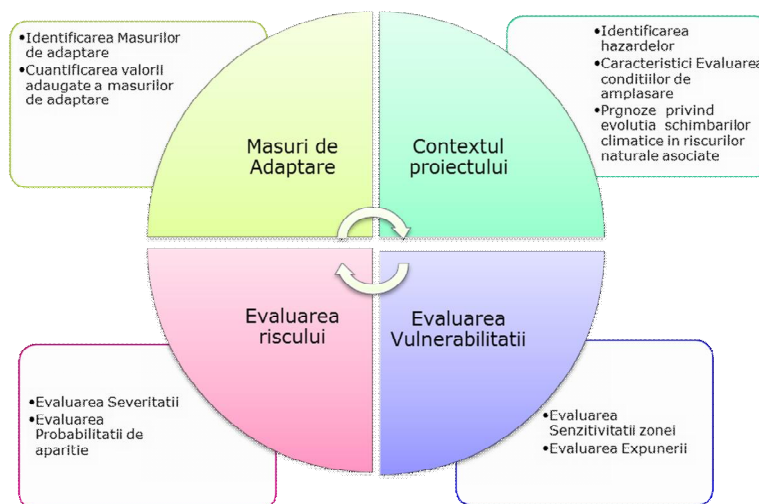 •Identificarea Masurilor
de adaptare
•Cuantificarea valorii
adaugate a masurilor
de adaptare
•Identificarea
hazardelor
•Caracteristici Evaluarea
conditiilor de
amplasare
•Prgnoze privind
evolutia schimbarilor
climatice in riscurilor
naturale asociate
Masuri de
Adaptare
Contextul
proiectului
Evaluarea
riscului
Evaluarea
Vulnerabilitatii
•Evaluarea Severitatii
•Evaluarea
Probabilitatii de
aparitie
•Evaluarea
Senzitivitatii zonei
•Evaluarea Expunerii